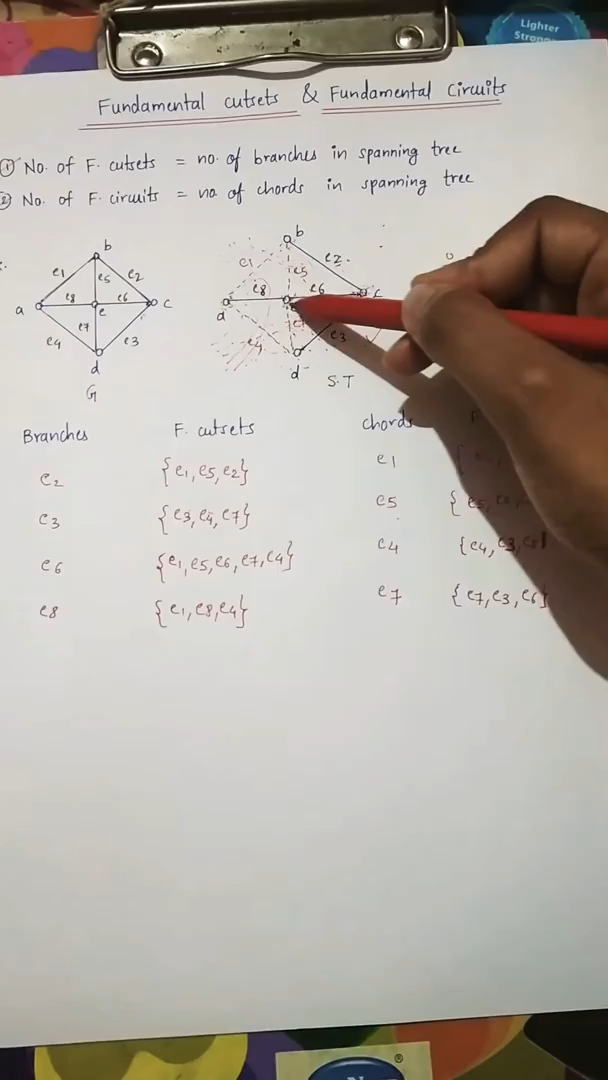 Lighter
Fundamental cutsets & Fundamental Circuits
① No. of F. cutsets = no. of branches in spanning tree
② No. of F. circuits = no of chords in spanning tree
b
e1 e5 e2
a e8 e e6 c
e7
e4 e3
d
G
b
e1 e5 e2
a e8 e6 c
e4 e3
d
S.T
Branches F. cutsets chords F
e2 {e1, e5, e2} e1 {
e3 {e3, e4, e7} e5 {e5,
e6 {e1, e5, e6, e7, e4} e4 {e4, e3,
e8 {e1, e8, e4} e7 {e7, e3, e6}
®